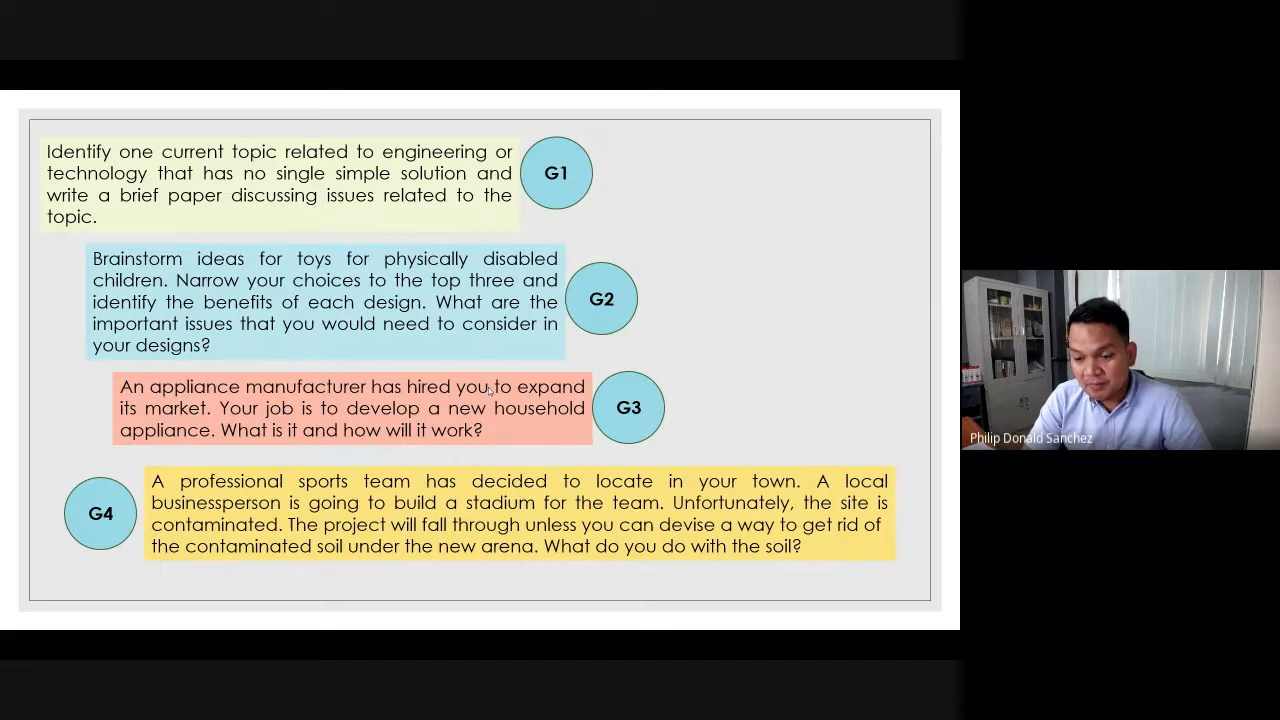 Identify one current topic related to engineering or
technology that has no single simple solution and
write a brief paper discussing issues related to the
topic.
G1
Brainstorm ideas for toys for physically disabled
children. Narrow your choices to the top three and
identify the benefits of each design. What are the
important issues that you would need to consider in
your designs?
G2
An appliance manufacturer has hired you to expand
its market. Your job is to develop a new household
appliance. What is it and how will it work?
G3
G4
A professional sports team has decided to locate in your town. A local
businessperson is going to build a stadium for the team. Unfortunately, the site is
contaminated. The project will fall through unless you can devise a way to get rid of
the contaminated soil under the new arena. What do you do with the soil?
Philip Donald Sanchez